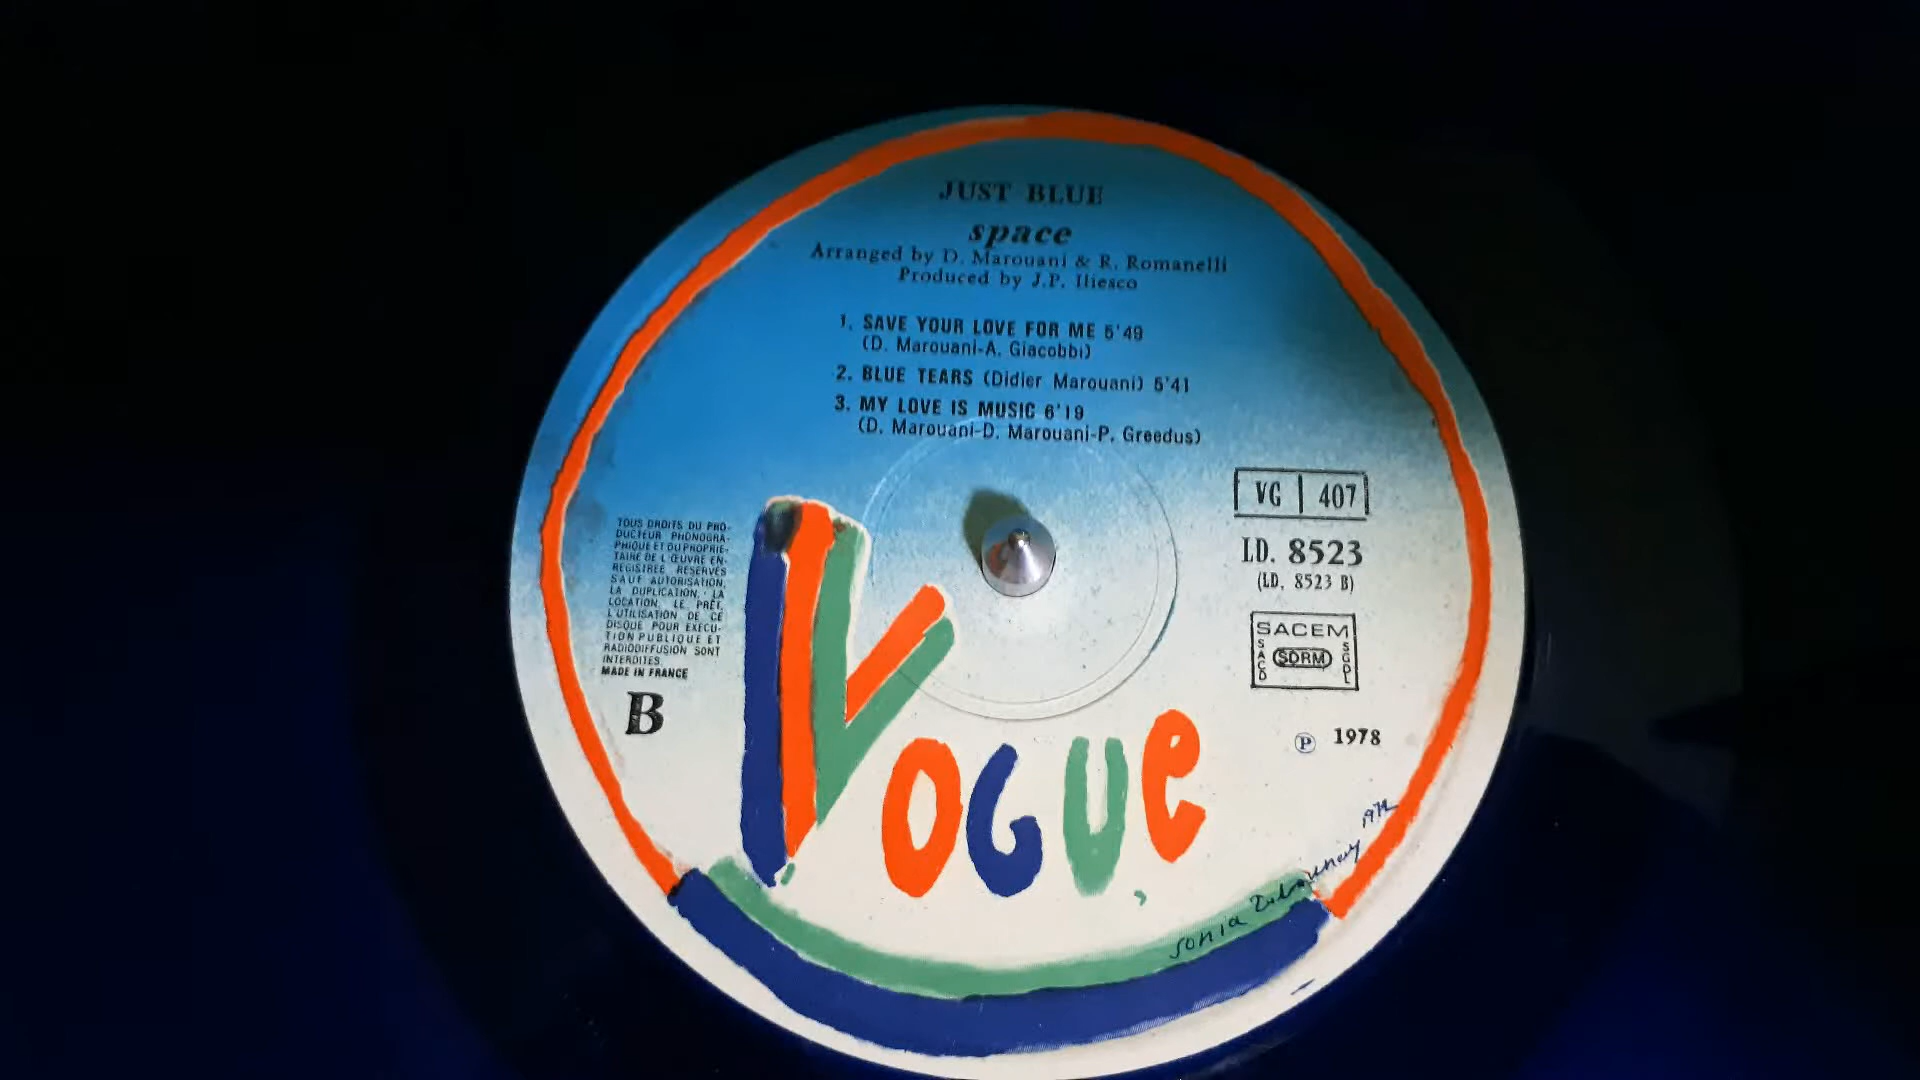 JUST BLUE
space
Arranged by D. Marouani & R. Romanelli
Produced by J.P. Iliesco
1. SAVE YOUR LOVE FOR ME 5'49
(D. Marouani-A. Giacobbi)
2. BLUE TEARS (Didier Marouani) 5'41
3. MY LOVE IS MUSIC 6'19
(D. Marouani-D. Marouani-P. Greedus)
VG 407
LD. 8523
(LD. 8523 B)
SACEM
SACD SDRM SGDL
℗ 1978
TOUS DROITS DU PRO-
DUCTEUR PHONOGRA-
PHIQUE ET DU PROPRIE-
TAIRE DE L'ŒUVRE EN-
REGISTREE RESERVES
SAUF AUTORISATION,
LA DUPLICATION, LA
LOCATION, LE PRET,
L'UTILISATION DE CE
DISQUE POUR EXECU-
TION PUBLIQUE ET
RADIODIFFUSION SONT
INTERDITES.
MADE IN FRANCE
B
VOGUE
sonia Delaunay 1972